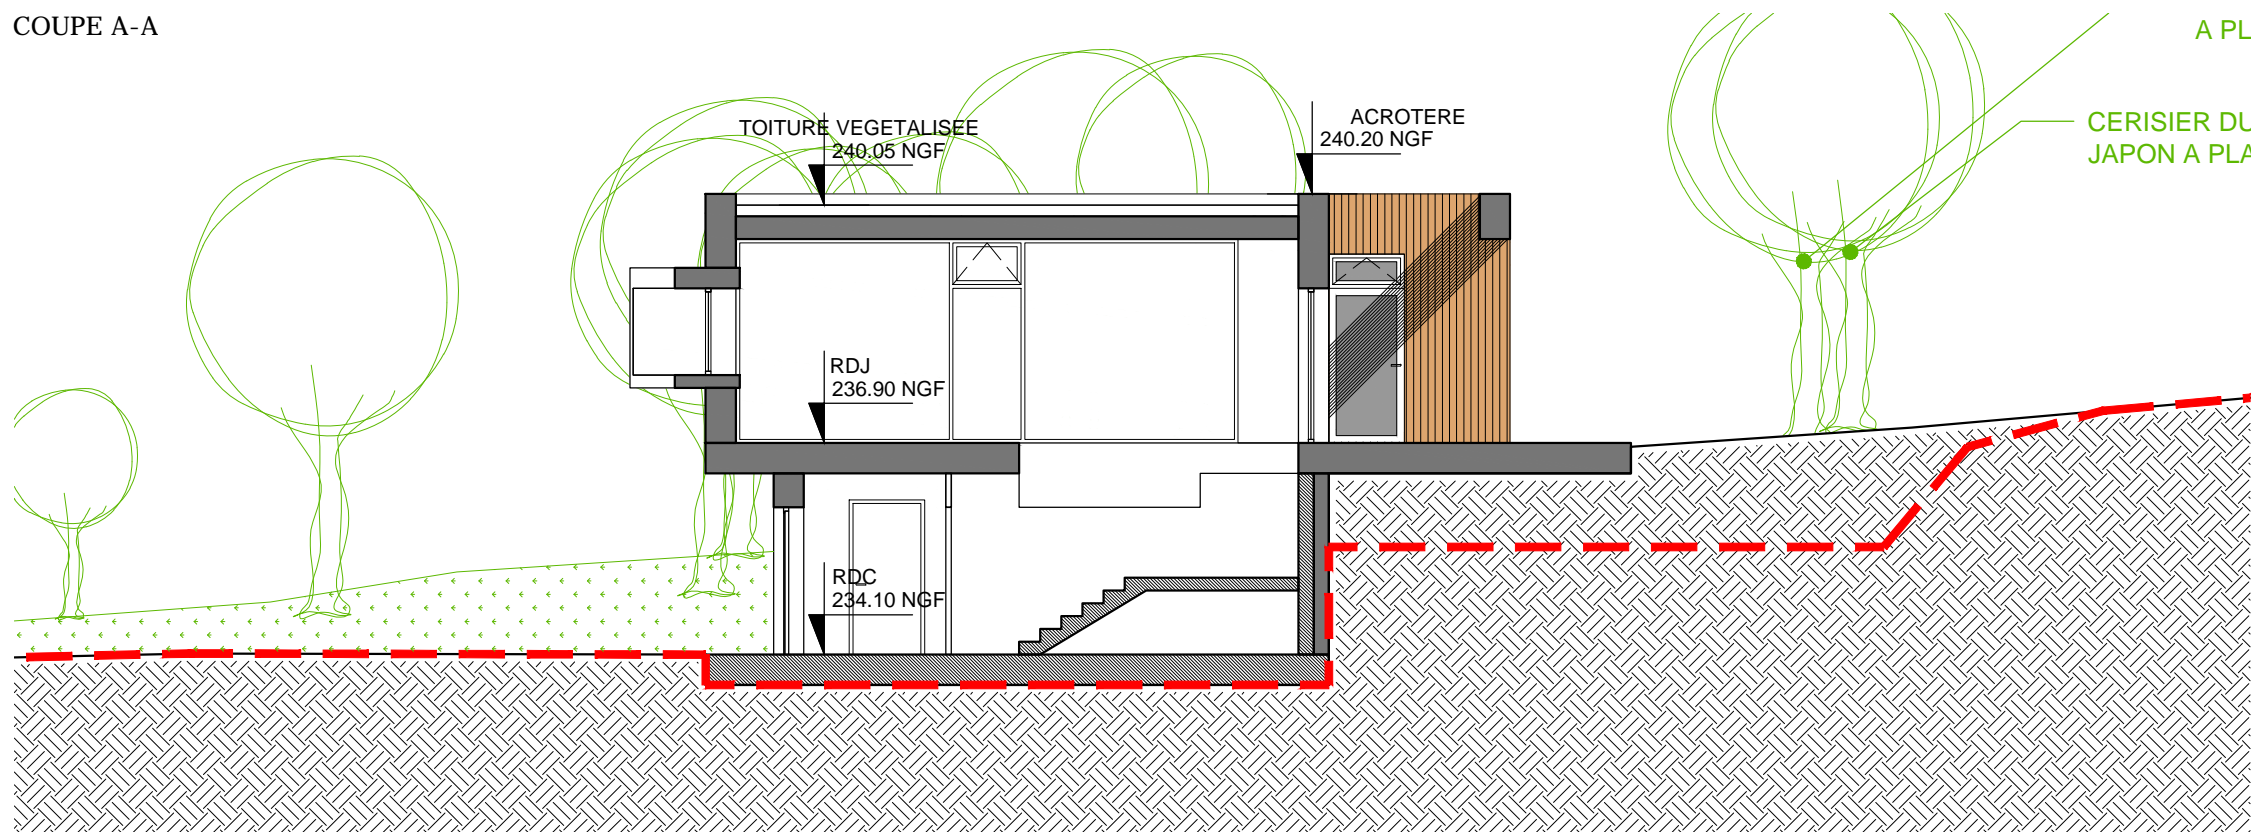 COUPE A-A
A PL
CERISIER DU
JAPON A PLA
TOITURE VEGETALISEE
240.05 NGF
ACROTERE
240.20 NGF
RDJ
236.90 NGF
RDC
234.10 NGF